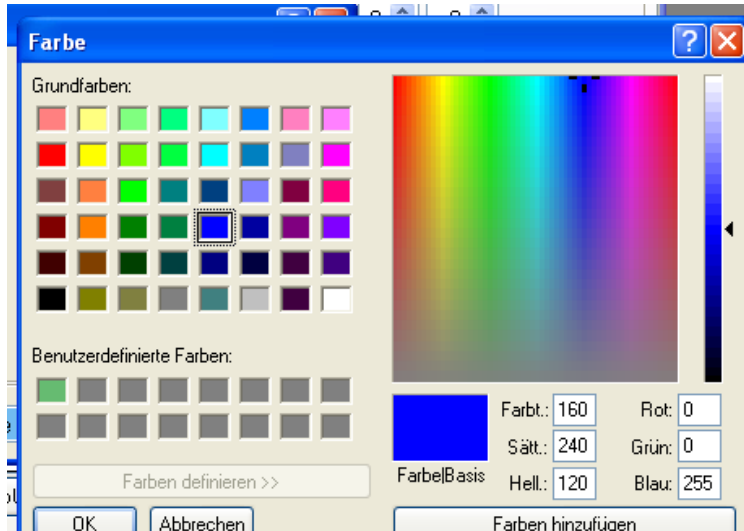 Farbe
Grundfarben:
Benutzerdefinierte Farben:
Farben definieren >>
OK Abbrechen
Farbe|Basis
Farbt.: 160 Rot: 0
Sätt.: 240 Grün: 0
Hell.: 120 Blau: 255
Farben hinzufügen